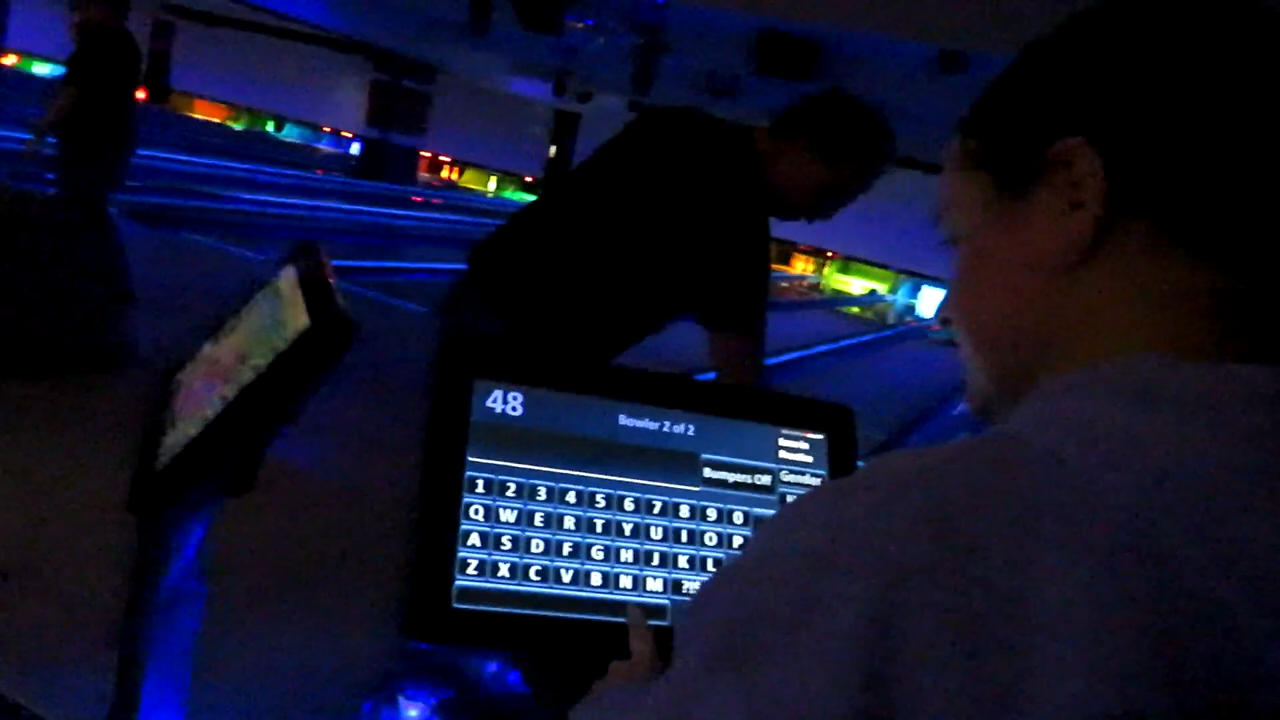 48
Bowler 2 of 2
Bumpers Off
Gender
1 2 3 4 5 6 7 8 9 0
Q W E R T Y U I O P
A S D F G H J K L
Z X C V B N M ?!